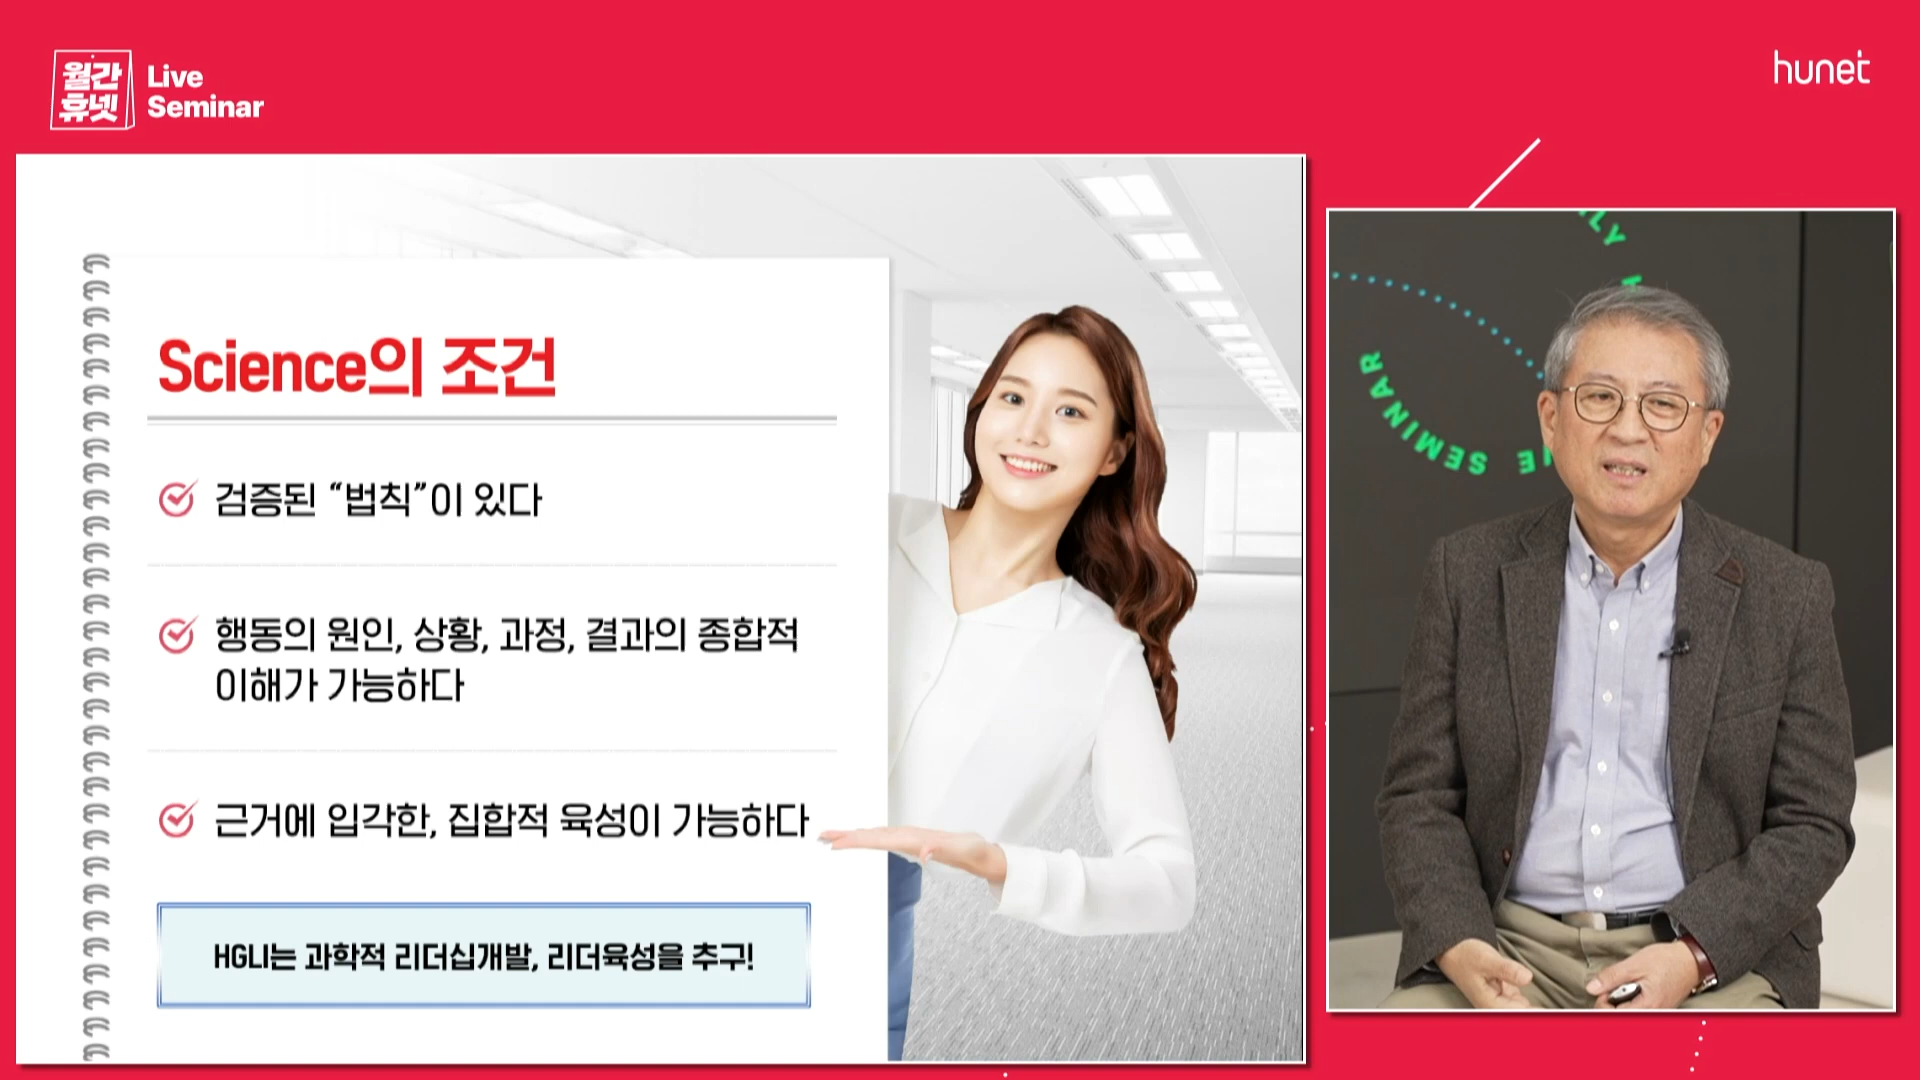 월간
휴넷
Live
Seminar
hunet
Science의 조건
검증된 “법칙”이 있다
행동의 원인, 상황, 과정, 결과의 종합적
이해가 가능하다
근거에 입각한, 집합적 육성이 가능하다
HGLI는 과학적 리더십개발, 리더육성을 추구!
SEMINAR